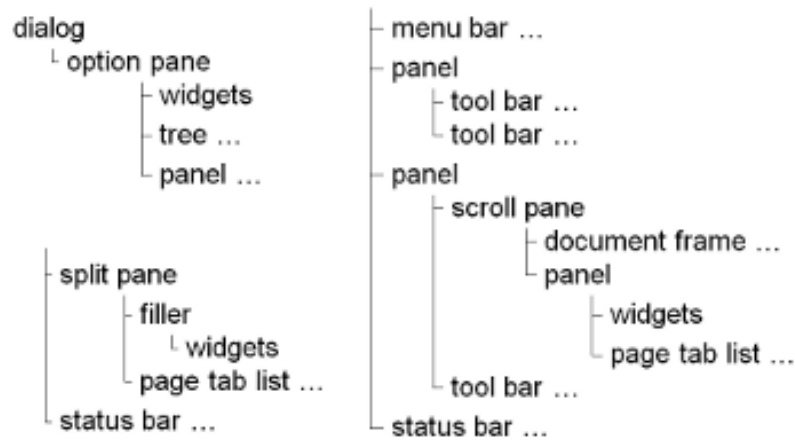 dialog
option pane
widgets
tree ...
panel ...
split pane
filler
widgets
page tab list ...
status bar ...
menu bar ...
panel
tool bar ...
tool bar ...
panel
scroll pane
document frame ...
panel
widgets
page tab list ...
tool bar ...
status bar ...